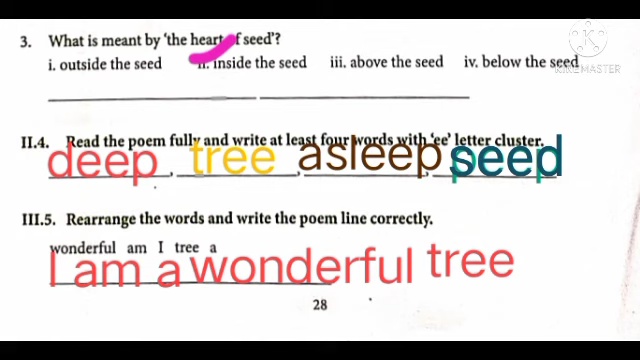 3. What is meant by 'the heart of seed'?
i. outside the seed ii. inside the seed iii. above the seed iv. below the seed
KINEMASTER
II.4. Read the poem fully and write at least four words with 'ee' letter cluster.
deep, tree, asleep, seed
III.5. Rearrange the words and write the poem line correctly.
wonderful am I tree a
I am a wonderful tree
28